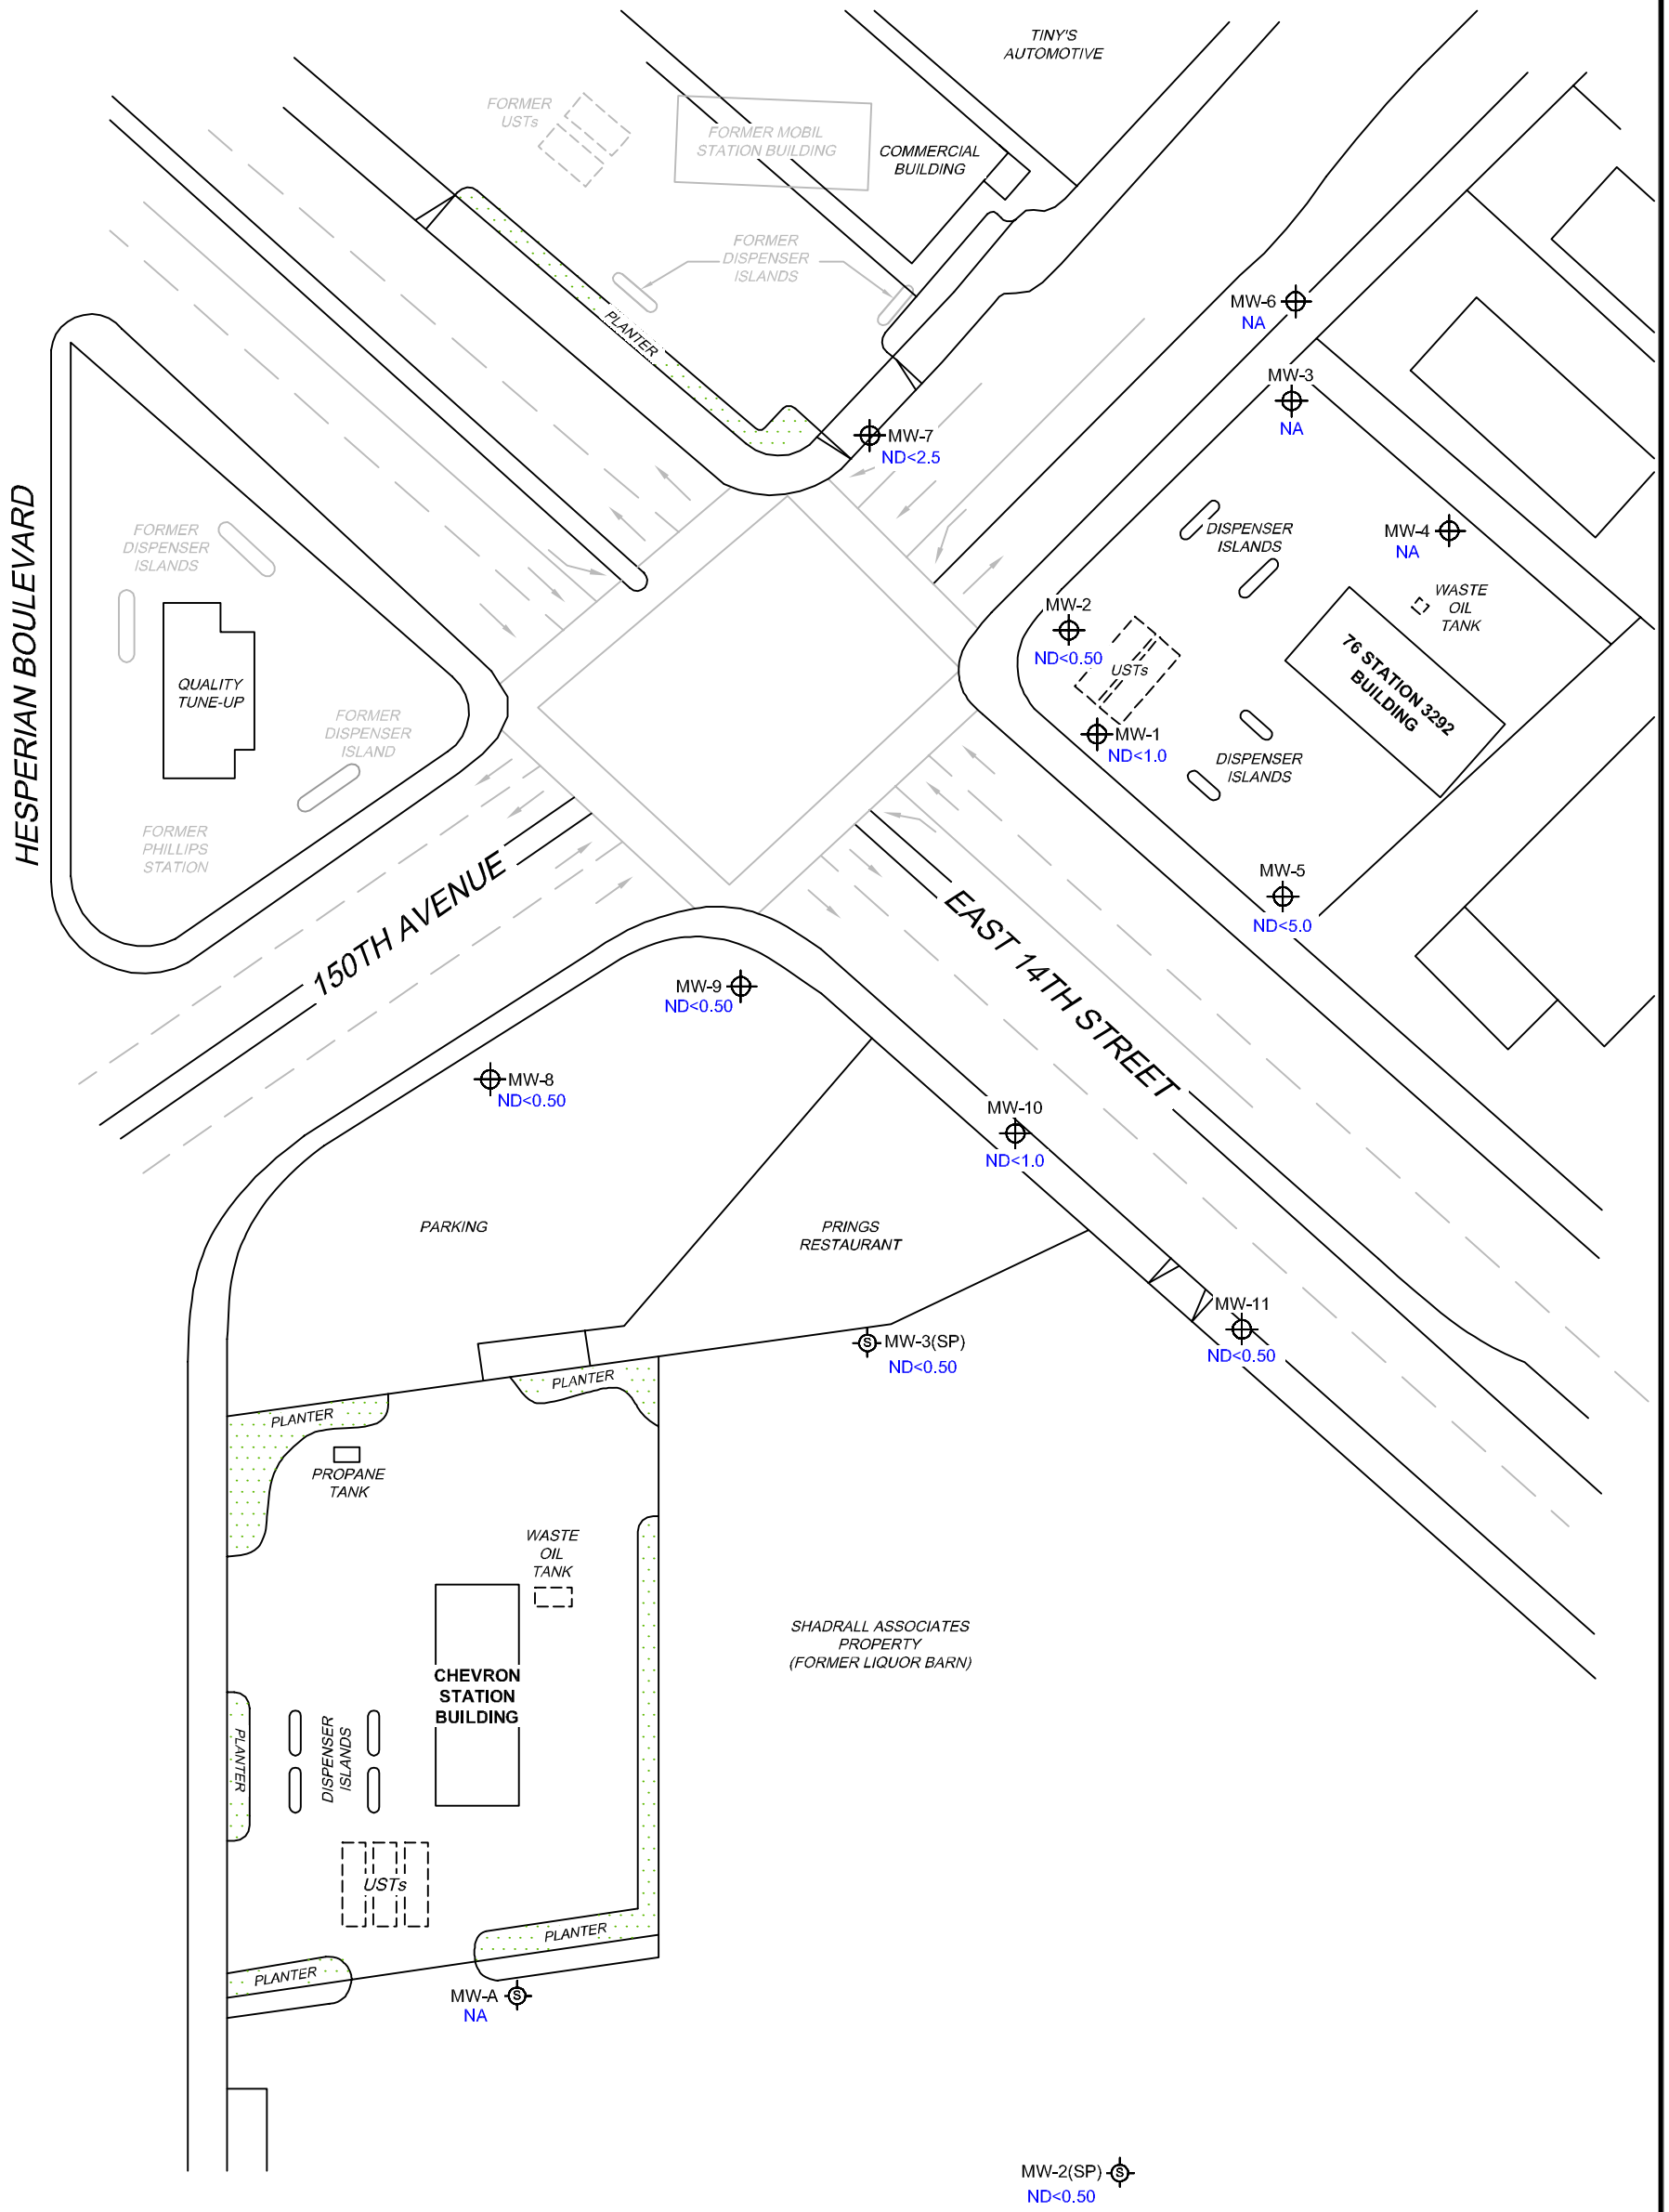 TINY'S
AUTOMOTIVE
FORMER
USTs
FORMER MOBIL
STATION BUILDING
COMMERCIAL
BUILDING
FORMER
DISPENSER
ISLANDS
PLANTER
MW-6
NA
MW-3
NA
MW-7
ND<2.5
HESPERIAN BOULEVARD
FORMER
DISPENSER
ISLANDS
DISPENSER
ISLANDS
MW-4
NA
WASTE
OIL
TANK
MW-2
ND<0.50
USTs
76 STATION 3292
BUILDING
QUALITY
TUNE-UP
FORMER
DISPENSER
ISLAND
MW-1
ND<1.0
DISPENSER
ISLANDS
FORMER
PHILLIPS
STATION
150TH AVENUE
EAST 14TH STREET
MW-5
ND<5.0
MW-9
ND<0.50
MW-8
ND<0.50
MW-10
ND<1.0
PARKING
PRINGS
RESTAURANT
MW-11
ND<0.50
MW-3(SP)
S
ND<0.50
PLANTER
PLANTER
PROPANE
TANK
WASTE
OIL
TANK
SHADRALL ASSOCIATES
PROPERTY
(FORMER LIQUOR BARN)
CHEVRON
STATION
BUILDING
PLANTER
DISPENSER
ISLANDS
USTs
PLANTER
PLANTER
MW-A
S
NA
MW-2(SP)
S
ND<0.50